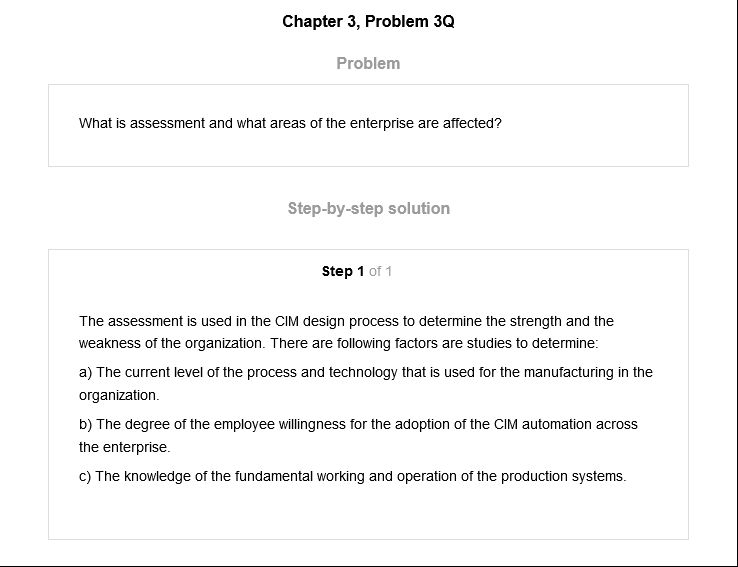 Chapter 3, Problem 3Q
Problem
What is assessment and what areas of the enterprise are affected?
Step-by-step solution
Step 1 of 1
The assessment is used in the CIM design process to determine the strength and the
weakness of the organization. There are following factors are studies to determine:
a) The current level of the process and technology that is used for the manufacturing in the
organization.
b) The degree of the employee willingness for the adoption of the CIM automation across
the enterprise.
c) The knowledge of the fundamental working and operation of the production systems.